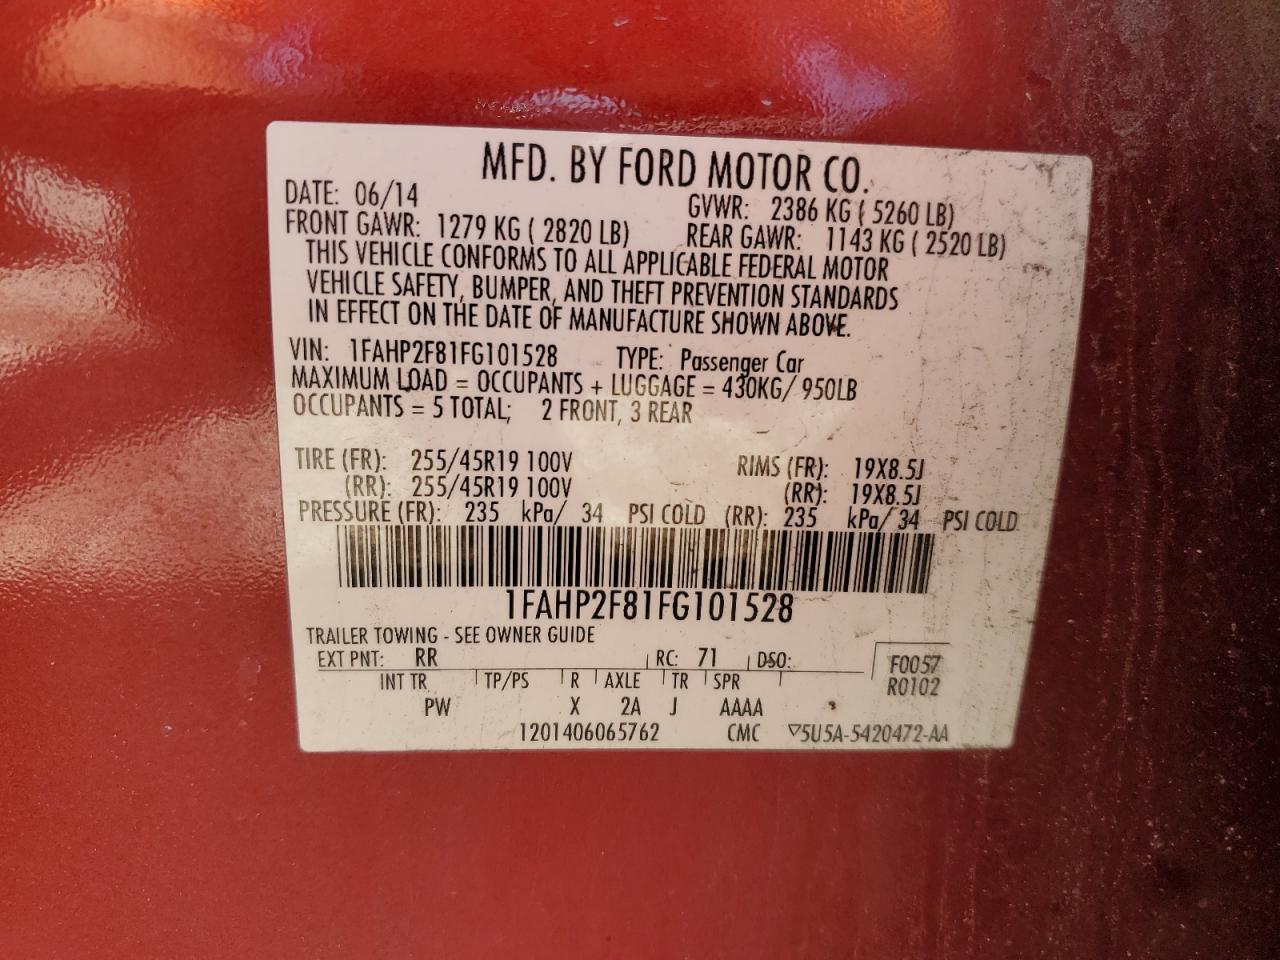 MFD. BY FORD MOTOR CO.
DATE: 06/14 GVWR: 2386 KG ( 5260 LB)
FRONT GAWR: 1279 KG ( 2820 LB) REAR GAWR: 1143 KG ( 2520 LB)
THIS VEHICLE CONFORMS TO ALL APPLICABLE FEDERAL MOTOR
VEHICLE SAFETY, BUMPER, AND THEFT PREVENTION STANDARDS
IN EFFECT ON THE DATE OF MANUFACTURE SHOWN ABOVE.
VIN: 1FAHP2F81FG101528 TYPE: Passenger Car
MAXIMUM LOAD = OCCUPANTS + LUGGAGE = 430KG/ 950LB
OCCUPANTS = 5 TOTAL; 2 FRONT, 3 REAR
TIRE (FR): 255/45R19 100V RIMS (FR): 19X8.5J
(RR): 255/45R19 100V (RR): 19X8.5J
PRESSURE (FR): 235 kPa/ 34 PSI COLD (RR): 235 kPa/ 34 PSI COLD
1FAHP2F81FG101528
TRAILER TOWING - SEE OWNER GUIDE
EXT PNT: RR RC: 71 DSO: F0057
INT TR TP/PS R AXLE TR SPR R0102
PW X 2A J AAAA
1201406065762 CMC ▽5U5A-5420472-AA